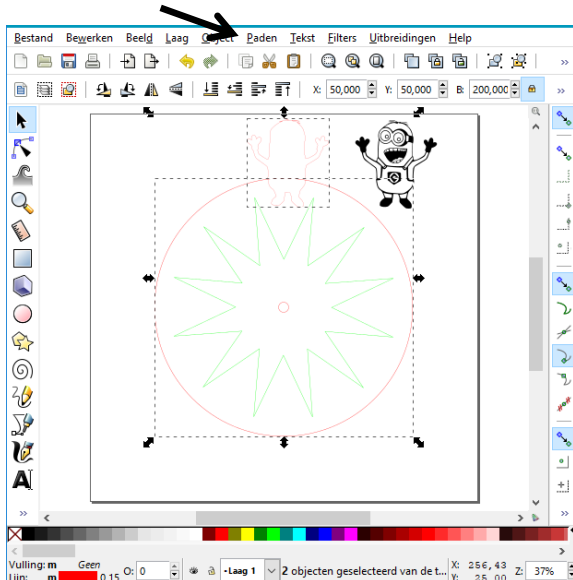 Bestand Bewerken Beeld Laag Object Paden Tekst Filters Uitbreidingen Help
»
X: 50,000 Y: 50,000 B: 200,000 »
A
» »
Vulling: m Geen O: 0 •Laag 1 2 objecten geselecteerd van de t... X: 256,43 Z: 37%
Lijn: m 0,15 Y: 25,00